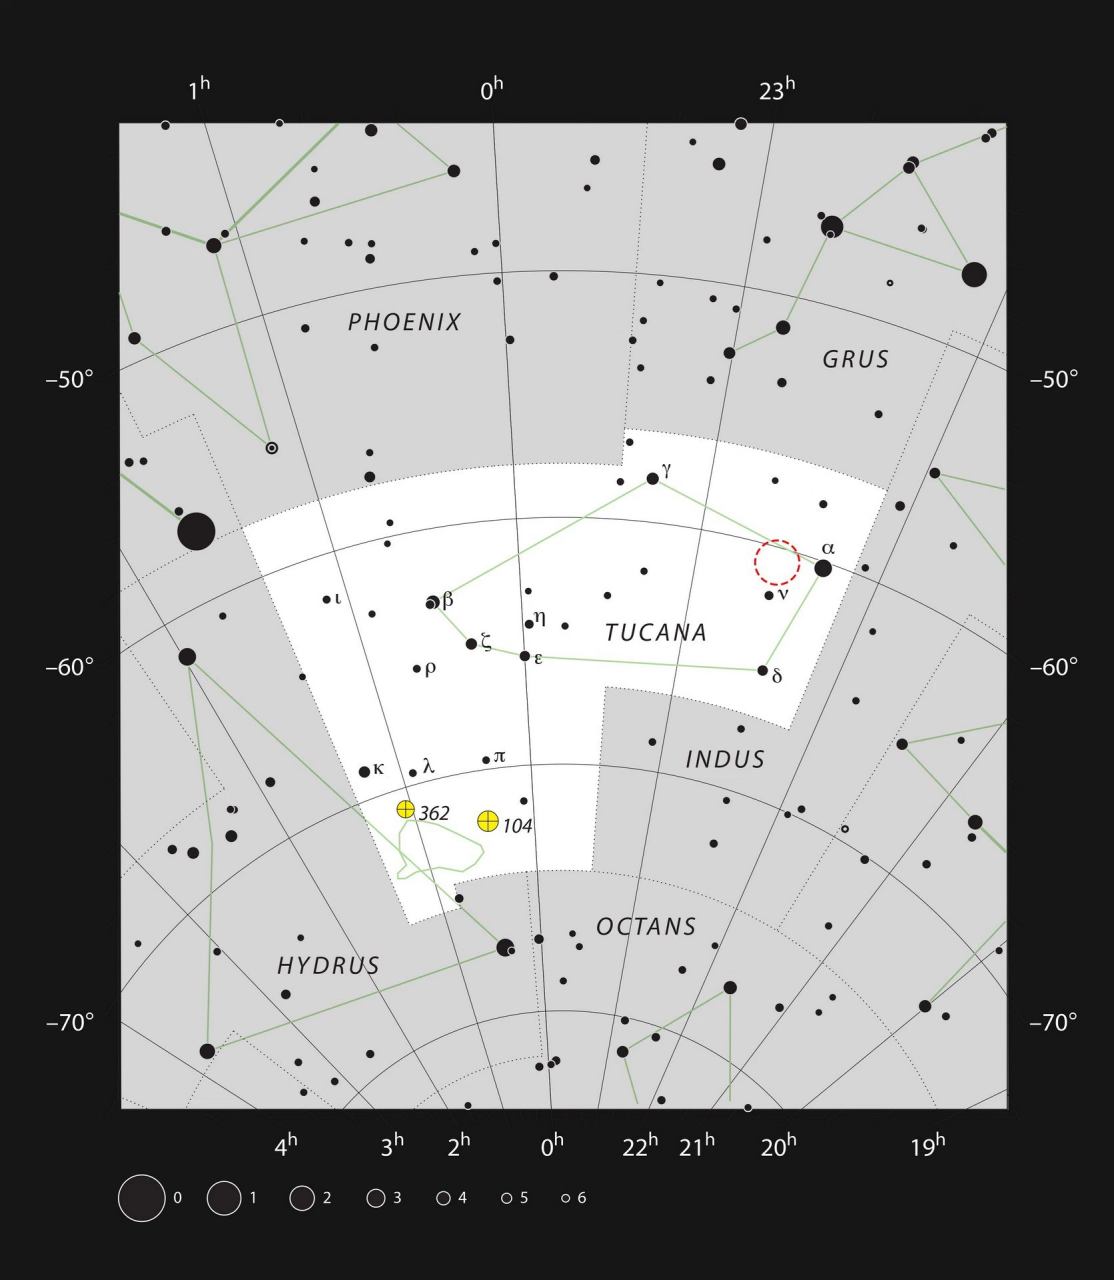 1h 0h 23h
PHOENIX
GRUS
–50° –50°
γ
α
ι β ν
η
TUCANA
ζ
ε
ρ δ
–60° –60°
κ λ π
INDUS
362
104
OCTANS
HYDRUS
–70° –70°
4h 3h 2h 0h 22h 21h 20h 19h
0 1 2 3 4 5 6